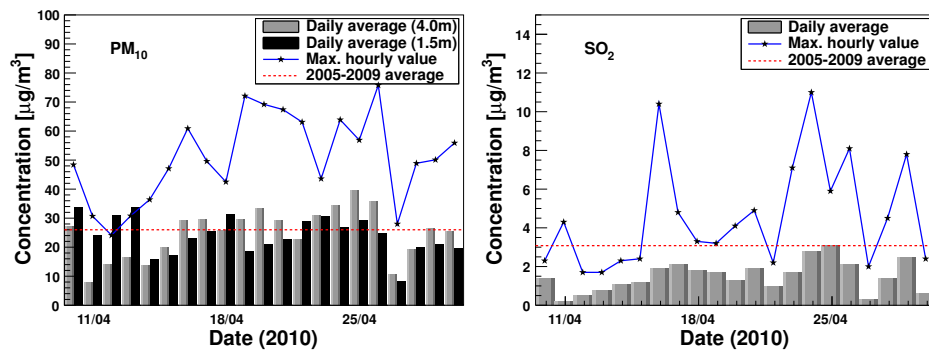 100
90
80
70
60
50
40
30
20
10
0
Concentration [μg/m³]
PM₁₀
Daily average (4.0m)
Daily average (1.5m)
Max. hourly value
2005-2009 average
11/04
18/04
25/04
Date (2010)
14
12
10
8
6
4
2
0
Concentration [μg/m³]
SO₂
Daily average
Max. hourly value
2005-2009 average
11/04
18/04
25/04
Date (2010)